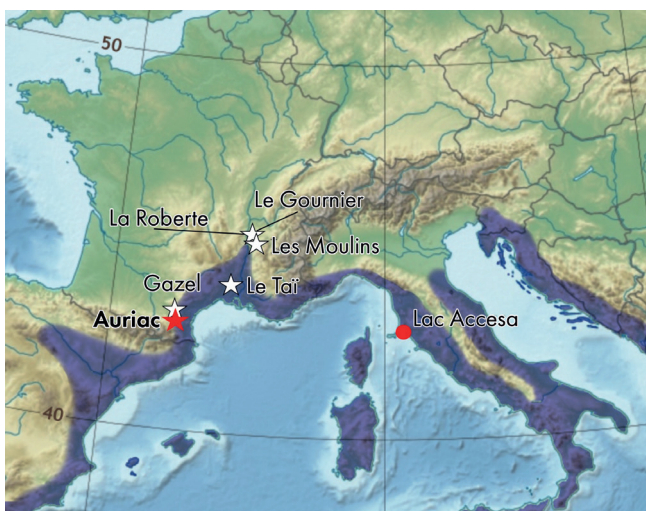 50
Le Gournier
La Roberte
Les Moulins
Gazel
Le Taï
Auriac
Lac Accesa
40